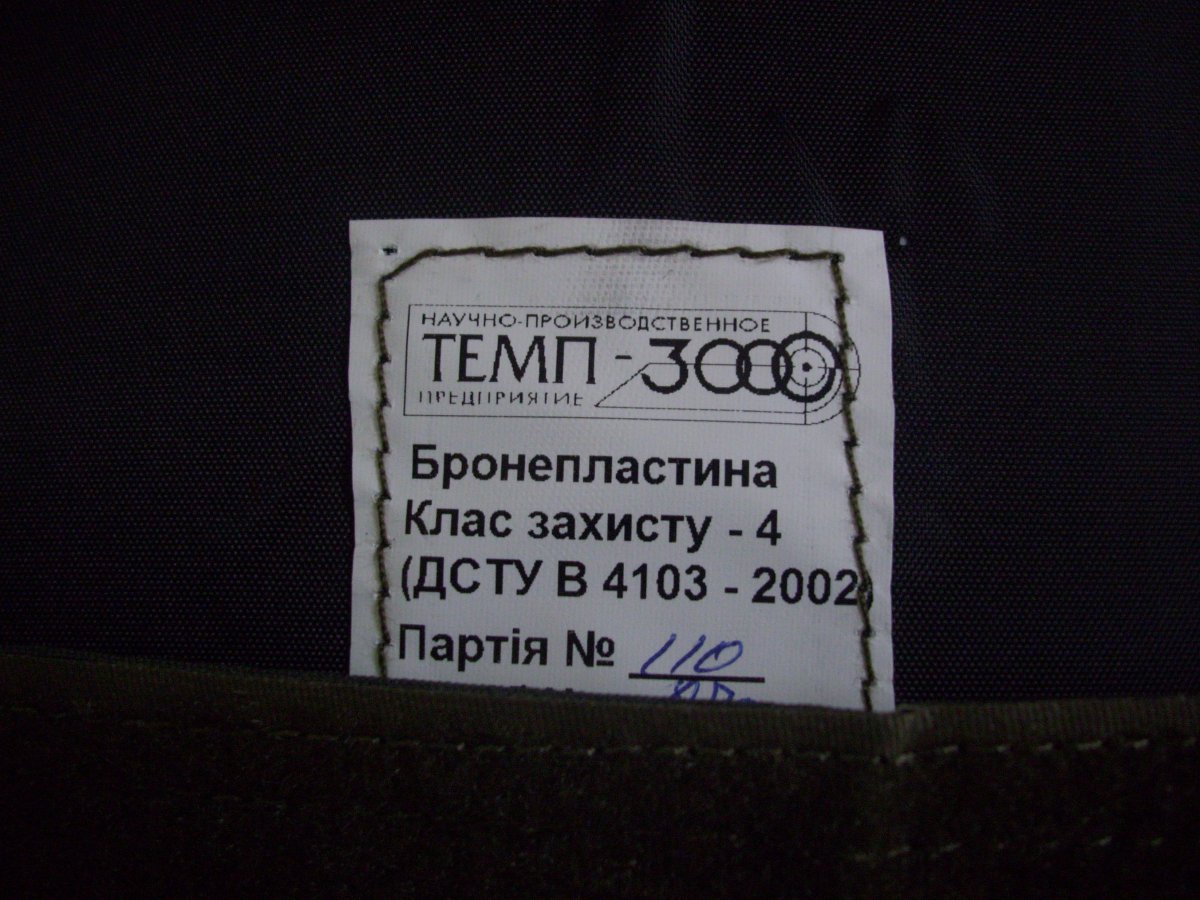 НАУЧНО-ПРОИЗВОДСТВЕННОЕ
ТЕМП - 3000
ПРЕДПРИЯТИЕ
Бронепластина
Клас захисту - 4
(ДСТУ В 4103 - 2002)
Партія № 110